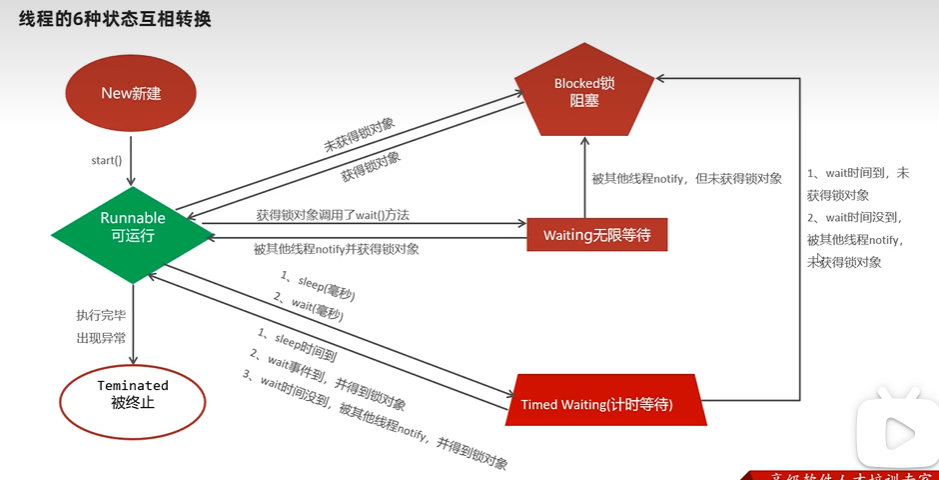 线程的6种状态互相转换
New新建
Blocked锁
阻塞
start()
未获得锁对象
获得锁对象
被其他线程notify，但未获得锁对象
1、wait时间到，未
获得锁对象
2、wait时间没到，
被其他线程notify，
未获得锁对象
Runnable
可运行
获得锁对象调用了wait()方法
Waiting无限等待
被其他线程notify并获得锁对象
1、sleep(毫秒)
2、wait(毫秒)
执行完毕
出现异常
1、sleep时间到
2、wait事件到，并得到锁对象
3、wait时间没到，被其他线程notify，并得到锁对象
Teminated
被终止
Timed Waiting(计时等待)
高级软件人才培训专家